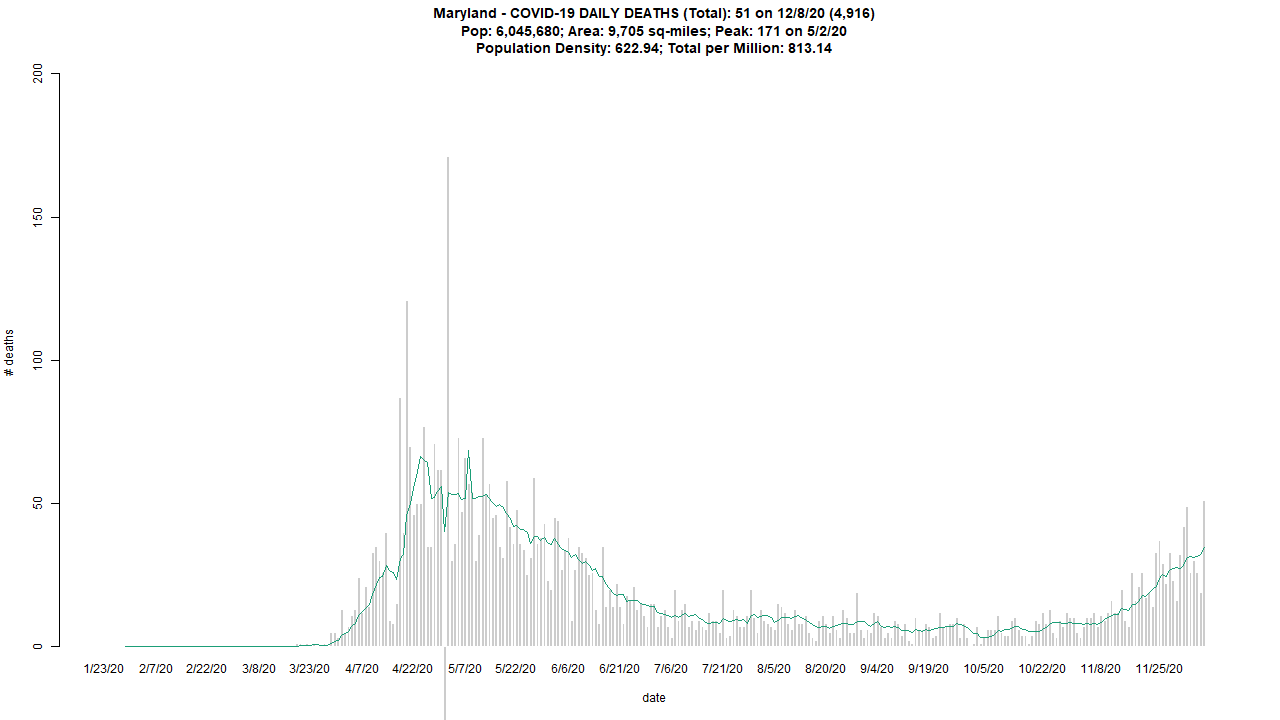 Maryland - COVID-19 DAILY DEATHS (Total): 51 on 12/8/20 (4,916)
Pop: 6,045,680; Area: 9,705 sq-miles; Peak: 171 on 5/2/20
Population Density: 622.94; Total per Million: 813.14
200
150
100
50
0
# deaths
1/23/20 2/7/20 2/22/20 3/8/20 3/23/20 4/7/20 4/22/20 5/7/20 5/22/20 6/6/20 6/21/20 7/6/20 7/21/20 8/5/20 8/20/20 9/4/20 9/19/20 10/5/20 10/22/20 11/8/20 11/25/20
date